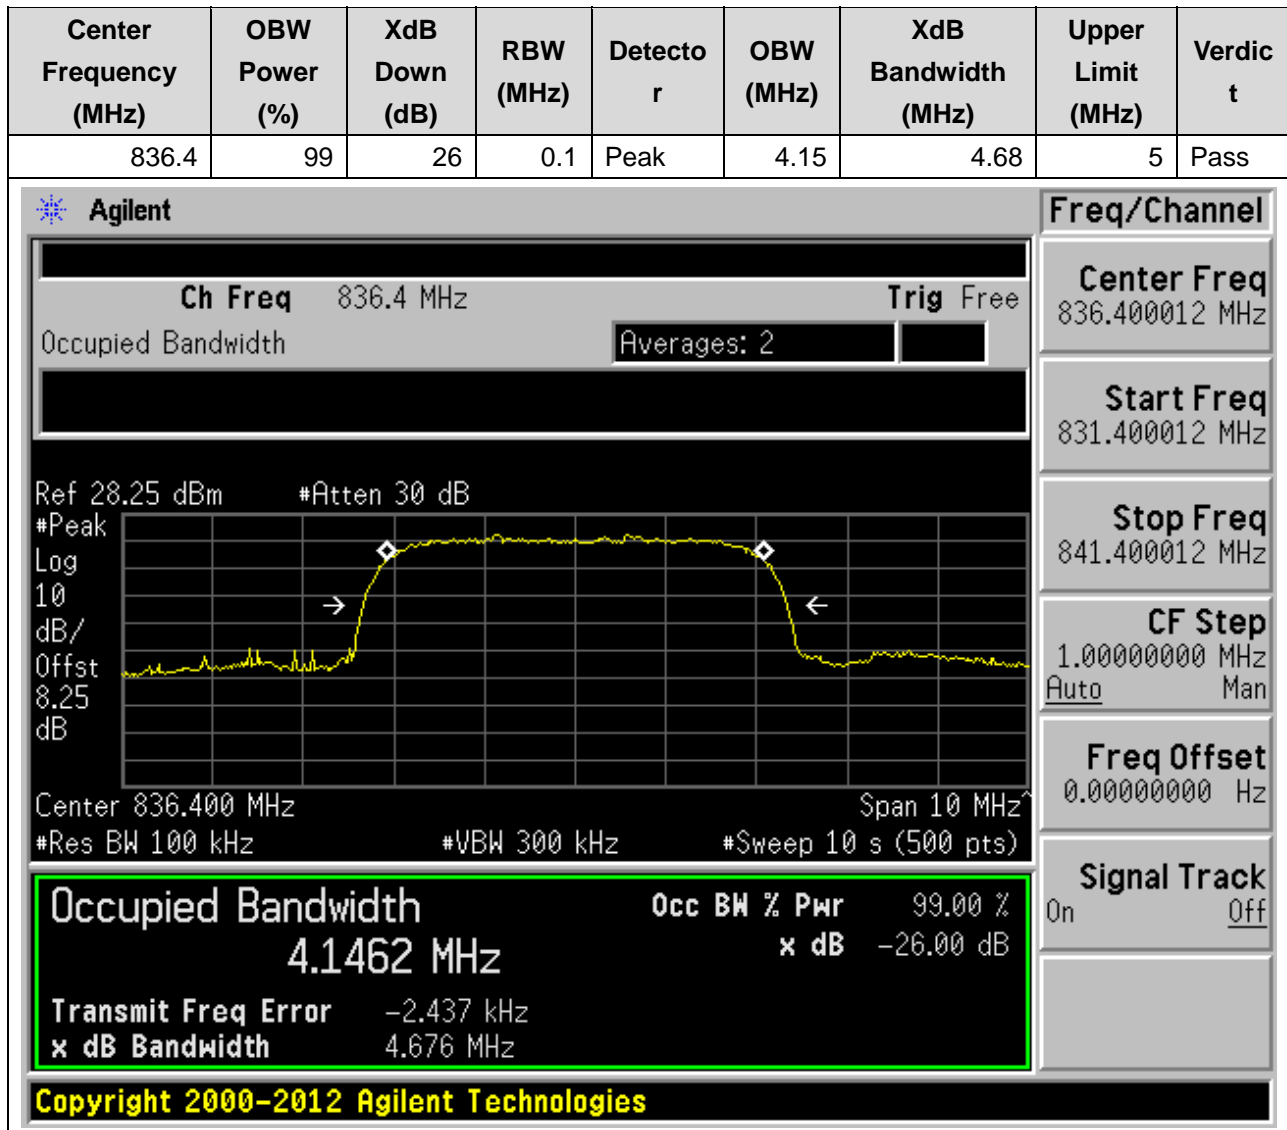 Center Frequency (MHz) OBW Power (%) XdB Down (dB) RBW (MHz) Detector OBW (MHz) XdB Bandwidth (MHz) Upper Limit (MHz) Verdict
836.4 99 26 0.1 Peak 4.15 4.68 5 Pass
Agilent
Freq/Channel
Ch Freq 836.4 MHz Trig Free
Occupied Bandwidth Averages: 2
Center Freq
836.400012 MHz
Start Freq
831.400012 MHz
Stop Freq
841.400012 MHz
CF Step
1.00000000 MHz
Auto Man
Freq Offset
0.00000000 Hz
Signal Track
On Off
Ref 28.25 dBm #Atten 30 dB
#Peak
Log
10
dB/
Offst
8.25
dB
Center 836.400 MHz Span 10 MHz^
#Res BW 100 kHz #VBW 300 kHz #Sweep 10 s (500 pts)
Occupied Bandwidth Occ BW % Pwr 99.00 %
4.1462 MHz x dB -26.00 dB
Transmit Freq Error -2.437 kHz
x dB Bandwidth 4.676 MHz
Copyright 2000-2012 Agilent Technologies